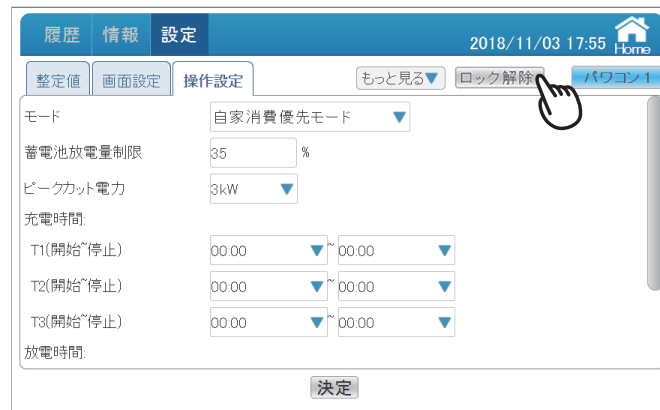 履歴 情報 設定 2018/11/03 17:55 Home
整定値 画面設定 操作設定 もっと見る▼ ロック解除 パワコン1
モード 自家消費優先モード ▼
蓄電池放電量制限 35 %
ピークカット電力 3kW ▼
充電時間:
T1(開始~停止) 00:00 ▼ ~ 00:00 ▼
T2(開始~停止) 00:00 ▼ ~ 00:00 ▼
T3(開始~停止) 00:00 ▼ ~ 00:00 ▼
放電時間:
決定